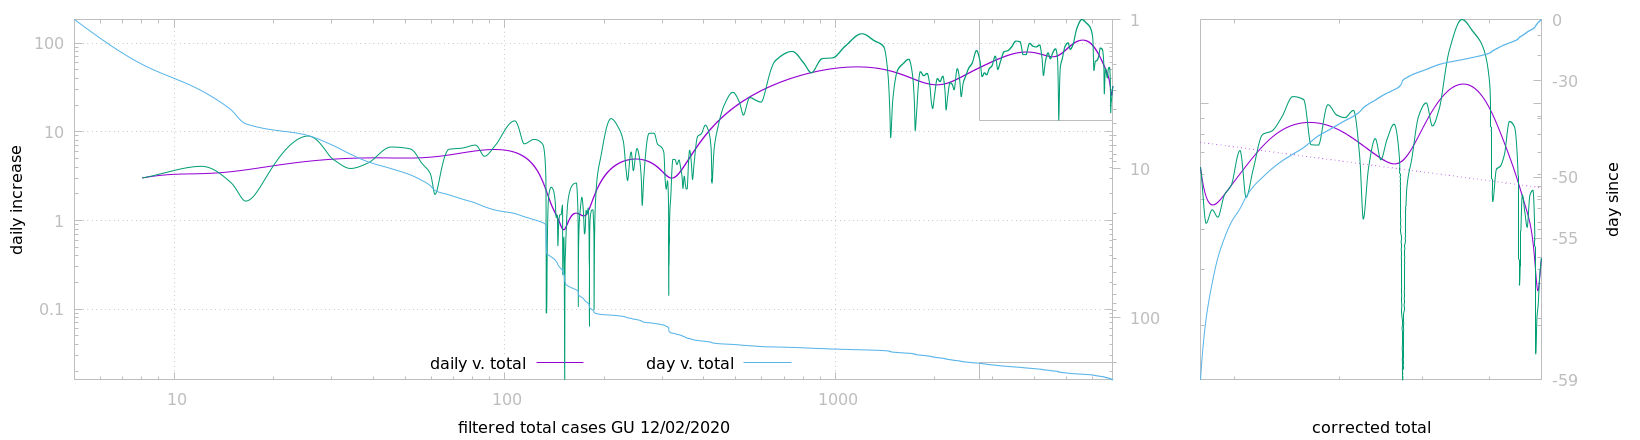 daily increase
100
10
1
0.1
10
100
1000
filtered total cases GU 12/02/2020
daily v. total
day v. total
1
10
100
corrected total
0
-30
-50
-55
-59
day since